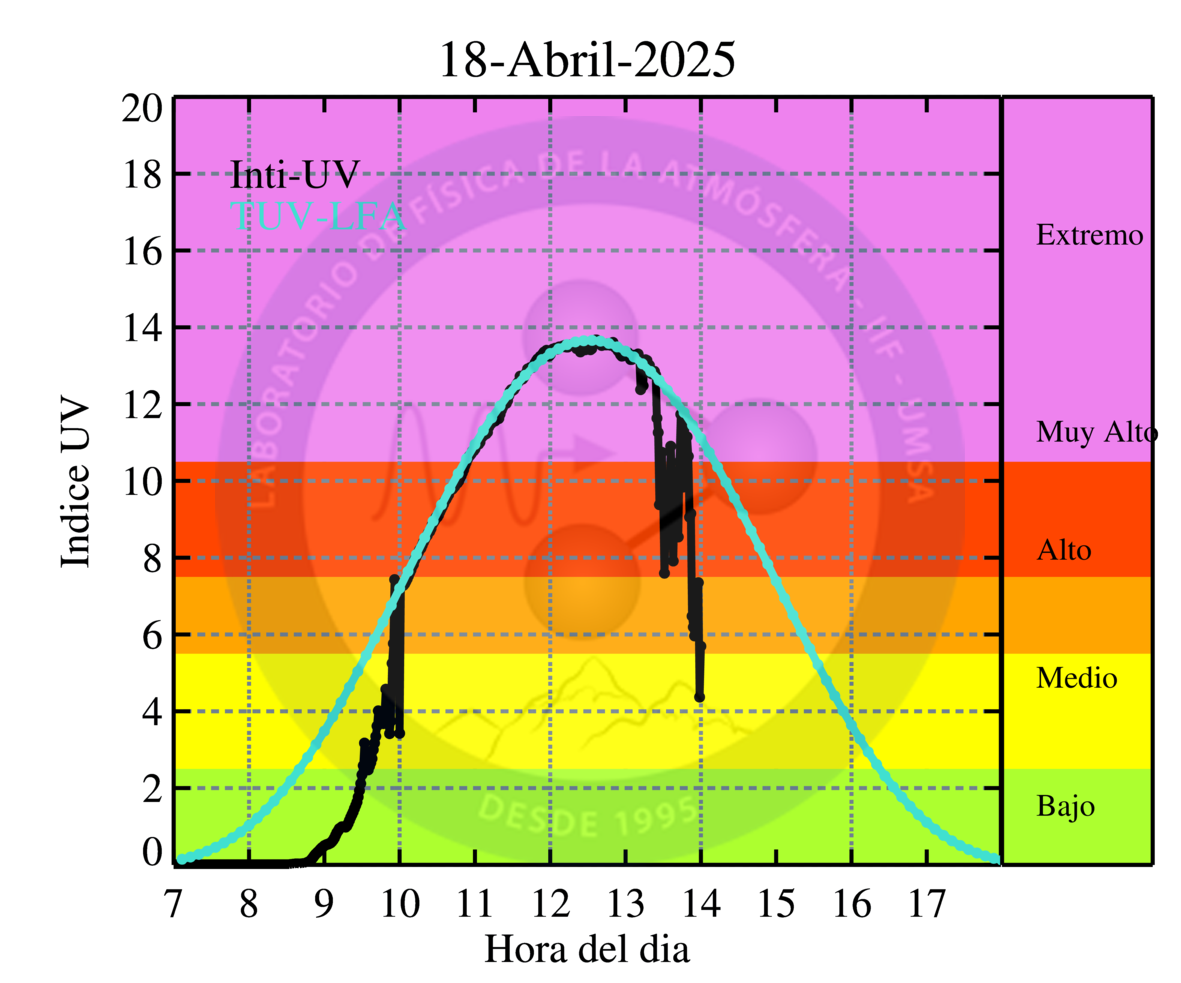 18-Abril-2025
Indice UV
20
18
16
14
12
10
8
6
4
2
0
Inti-UV
TUV-LFA
LABORATORIO DE FÍSICA DE LA ATMÓSFERA - IIF - UMSA
DESDE 1995
Extremo
Muy Alto
Alto
Medio
Bajo
7 8 9 10 11 12 13 14 15 16 17
Hora del dia